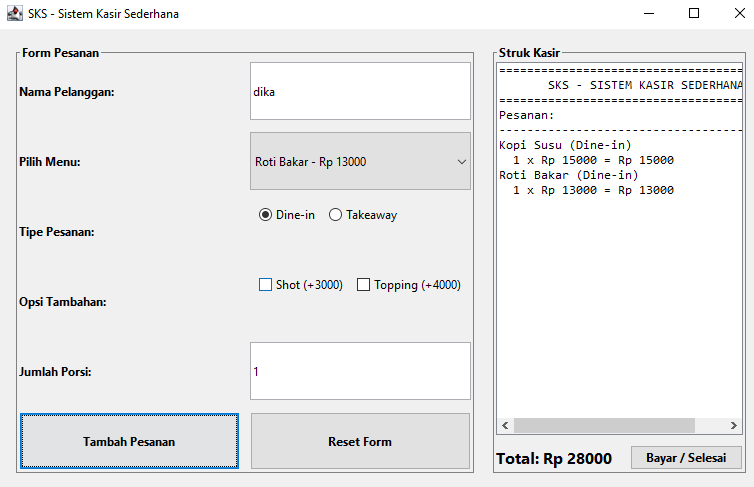 SKS - Sistem Kasir Sederhana
Form Pesanan
Nama Pelanggan:
dika
Pilih Menu:
Roti Bakar - Rp 13000
Tipe Pesanan:
Dine-in
Takeaway
Opsi Tambahan:
Shot (+3000)
Topping (+4000)
Jumlah Porsi:
1
Tambah Pesanan
Reset Form
Struk Kasir
===================================
SKS - SISTEM KASIR SEDERHANA
===================================
Pesanan:
-----------------------------------
Kopi Susu (Dine-in)
1 x Rp 15000 = Rp 15000
Roti Bakar (Dine-in)
1 x Rp 13000 = Rp 13000
Total: Rp 28000
Bayar / Selesai